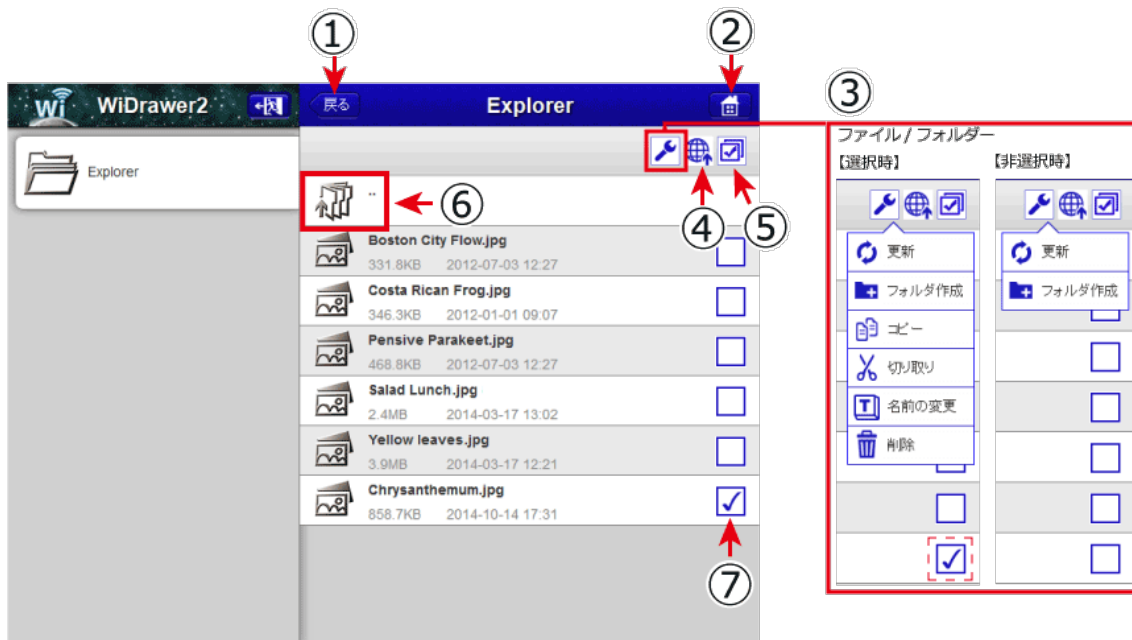 ①
②
③
Wi WiDrawer2
戻る
Explorer
ファイル / フォルダー
【選択時】
【非選択時】
Explorer
..
⑥
④
⑤
Boston City Flow.jpg
331.8KB 2012-07-03 12:27
Costa Rican Frog.jpg
346.3KB 2012-01-01 09:07
Pensive Parakeet.jpg
468.8KB 2012-07-03 12:27
Salad Lunch.jpg
2.4MB 2014-03-17 13:02
Yellow leaves.jpg
3.9MB 2014-03-17 12:21
Chrysanthemum.jpg
858.7KB 2014-10-14 17:31
⑦
更新
フォルダ作成
コピー
切り取り
T 名前の変更
削除
更新
フォルダ作成